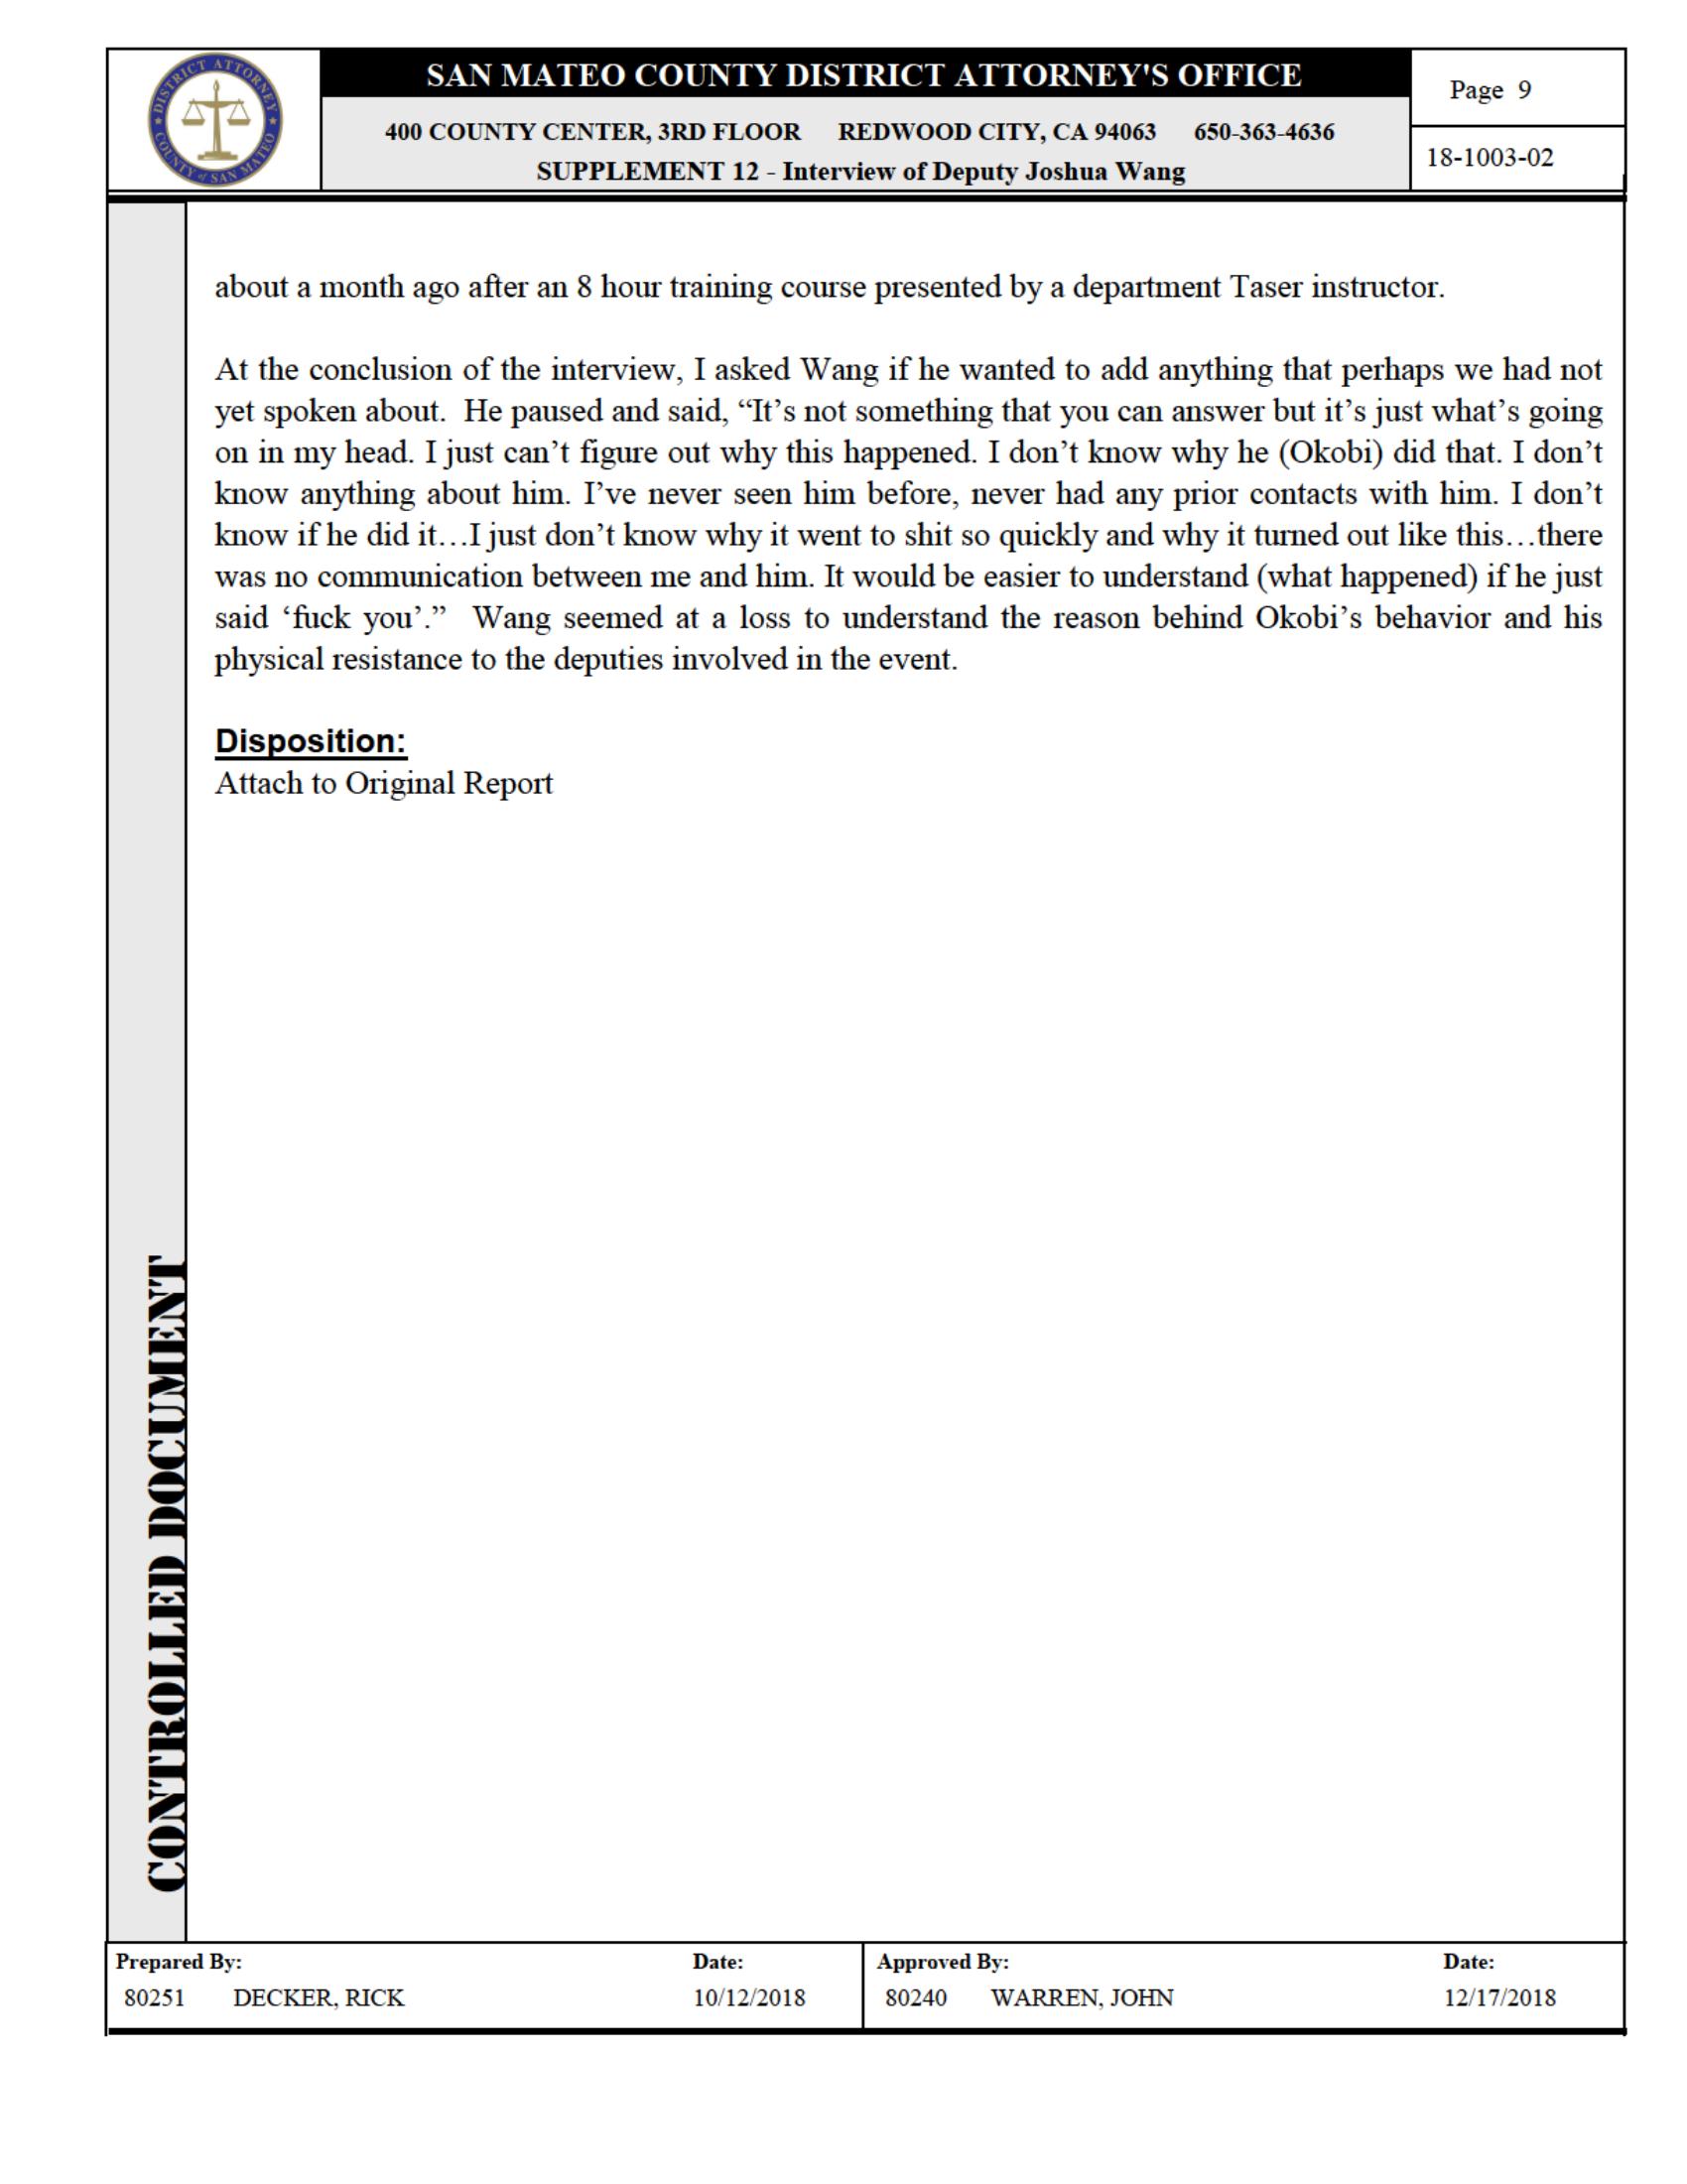 DISTRICT ATTORNEY
COUNTY of SAN MATEO
SAN MATEO COUNTY DISTRICT ATTORNEY'S OFFICE
400 COUNTY CENTER, 3RD FLOOR REDWOOD CITY, CA 94063 650-363-4636
SUPPLEMENT 12 - Interview of Deputy Joshua Wang
Page 9
18-1003-02
about a month ago after an 8 hour training course presented by a department Taser instructor.
At the conclusion of the interview, I asked Wang if he wanted to add anything that perhaps we had not
yet spoken about. He paused and said, “It’s not something that you can answer but it’s just what’s going
on in my head. I just can’t figure out why this happened. I don’t know why he (Okobi) did that. I don’t
know anything about him. I’ve never seen him before, never had any prior contacts with him. I don’t
know if he did it…I just don’t know why it went to shit so quickly and why it turned out like this…there
was no communication between me and him. It would be easier to understand (what happened) if he just
said ‘fuck you’.” Wang seemed at a loss to understand the reason behind Okobi’s behavior and his
physical resistance to the deputies involved in the event.
Disposition:
Attach to Original Report
CONTROLLED DOCUMENT
Prepared By: Date: Approved By: Date:
80251 DECKER, RICK 10/12/2018 80240 WARREN, JOHN 12/17/2018